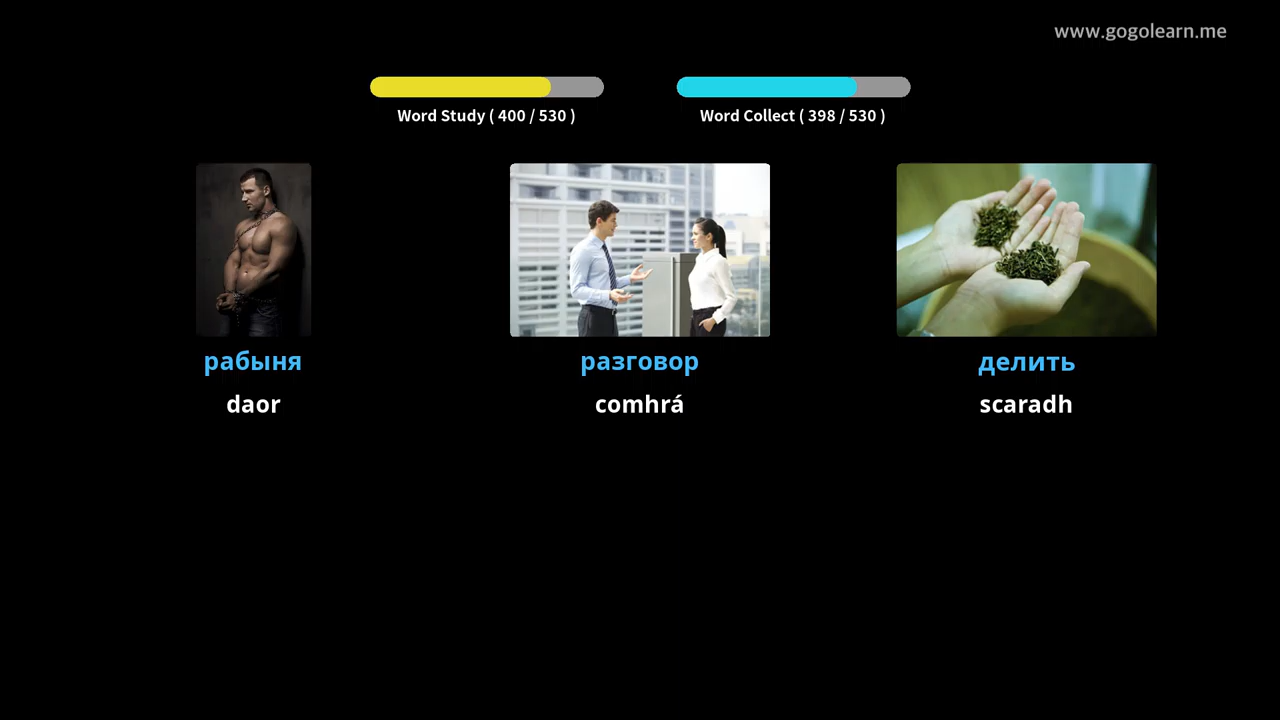 www.gogolearn.me
Word Study ( 400 / 530 )
Word Collect ( 398 / 530 )
рабыня
разговор
делить
daor
comhrá
scaradh